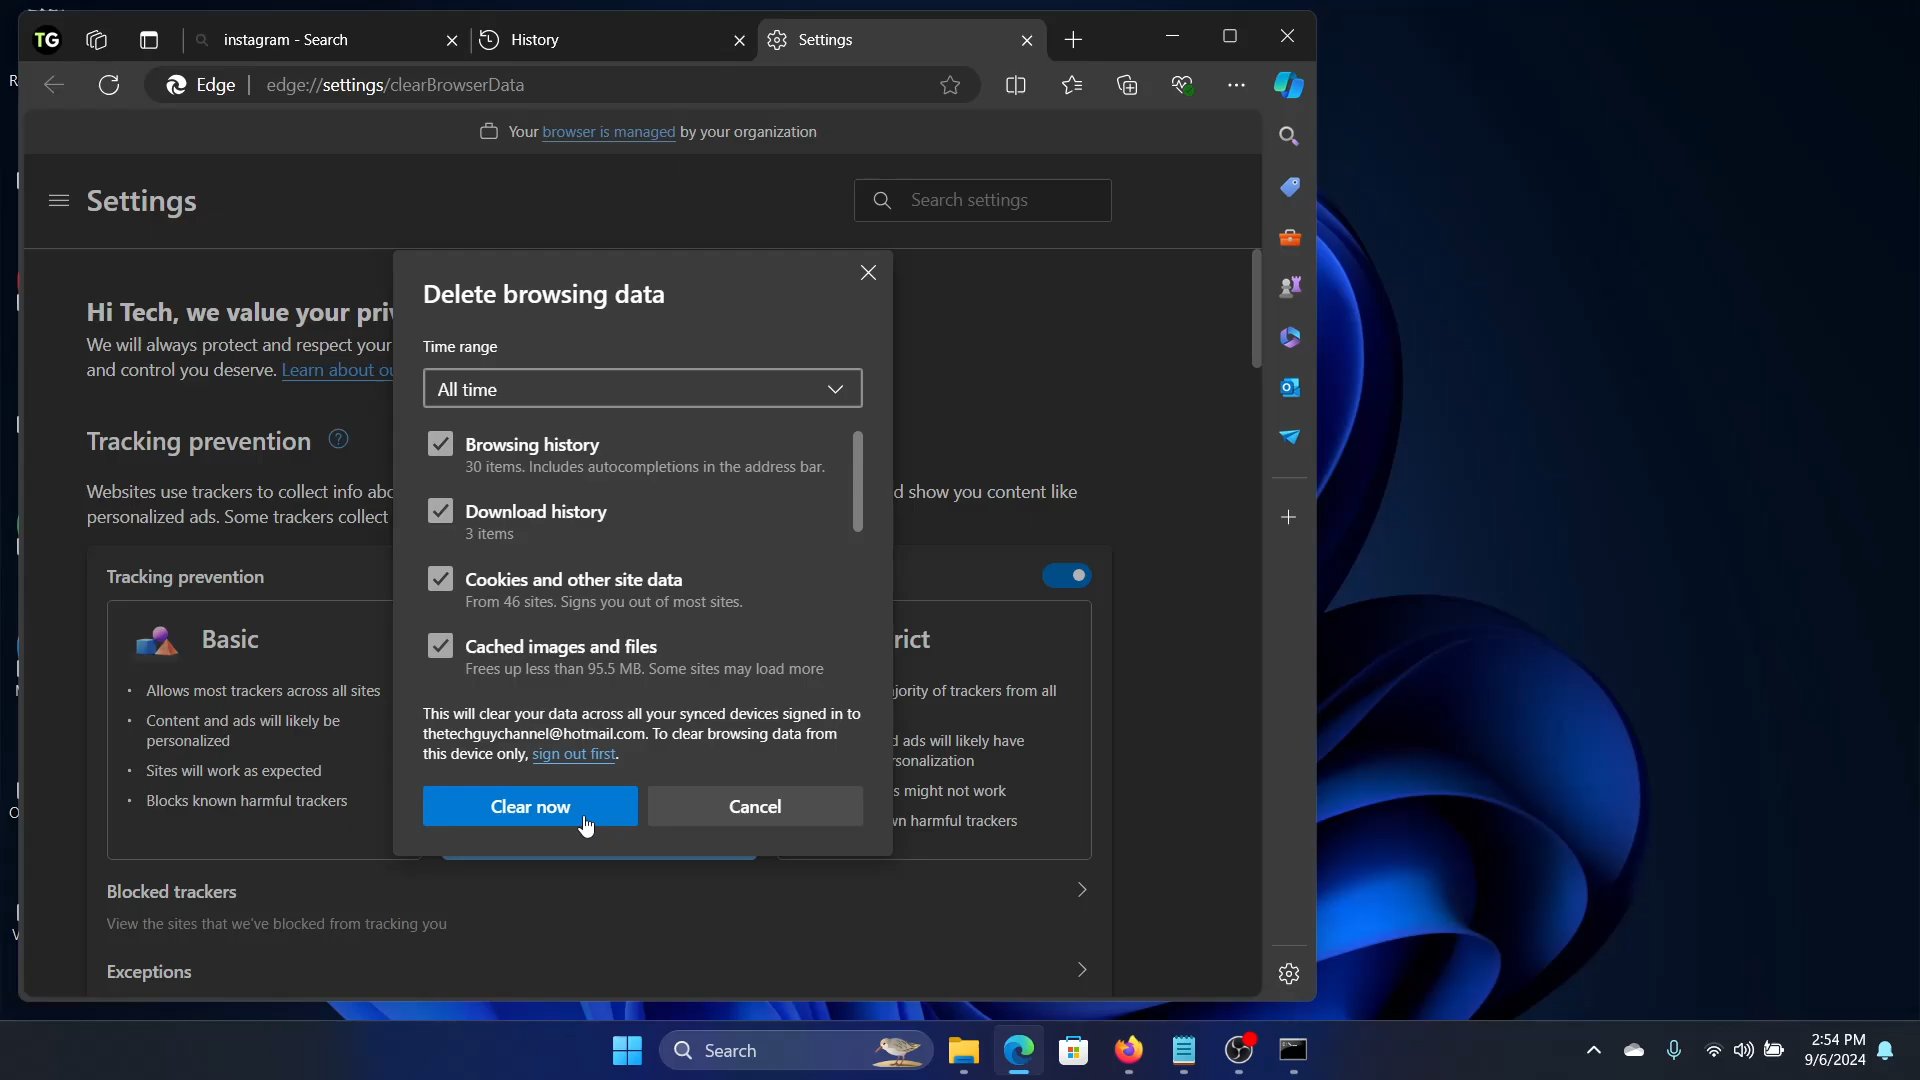 TG
instagram - Search
History
Settings
Edge
edge://settings/clearBrowserData
Your browser is managed by your organization
Settings
Search settings
Hi Tech, we value your pri
We will always protect and respect your
and control you deserve. Learn about ou
Delete browsing data
Time range
All time
Browsing history
30 items. Includes autocompletions in the address bar.
Download history
3 items
Cookies and other site data
From 46 sites. Signs you out of most sites.
Cached images and files
Frees up less than 95.5 MB. Some sites may load more
This will clear your data across all your synced devices signed in to
thetechguychannel@hotmail.com. To clear browsing data from
this device only, sign out first.
Clear now
Cancel
Tracking prevention
Websites use trackers to collect info abo
d show you content like
personalized ads. Some trackers collect
Tracking prevention
Basic
• Allows most trackers across all sites
• Content and ads will likely be
personalized
• Sites will work as expected
• Blocks known harmful trackers
rict
jority of trackers from all
d ads will likely have
sonalization
s might not work
n harmful trackers
Blocked trackers
View the sites that we've blocked from tracking you
Exceptions
Search
2:54 PM
9/6/2024